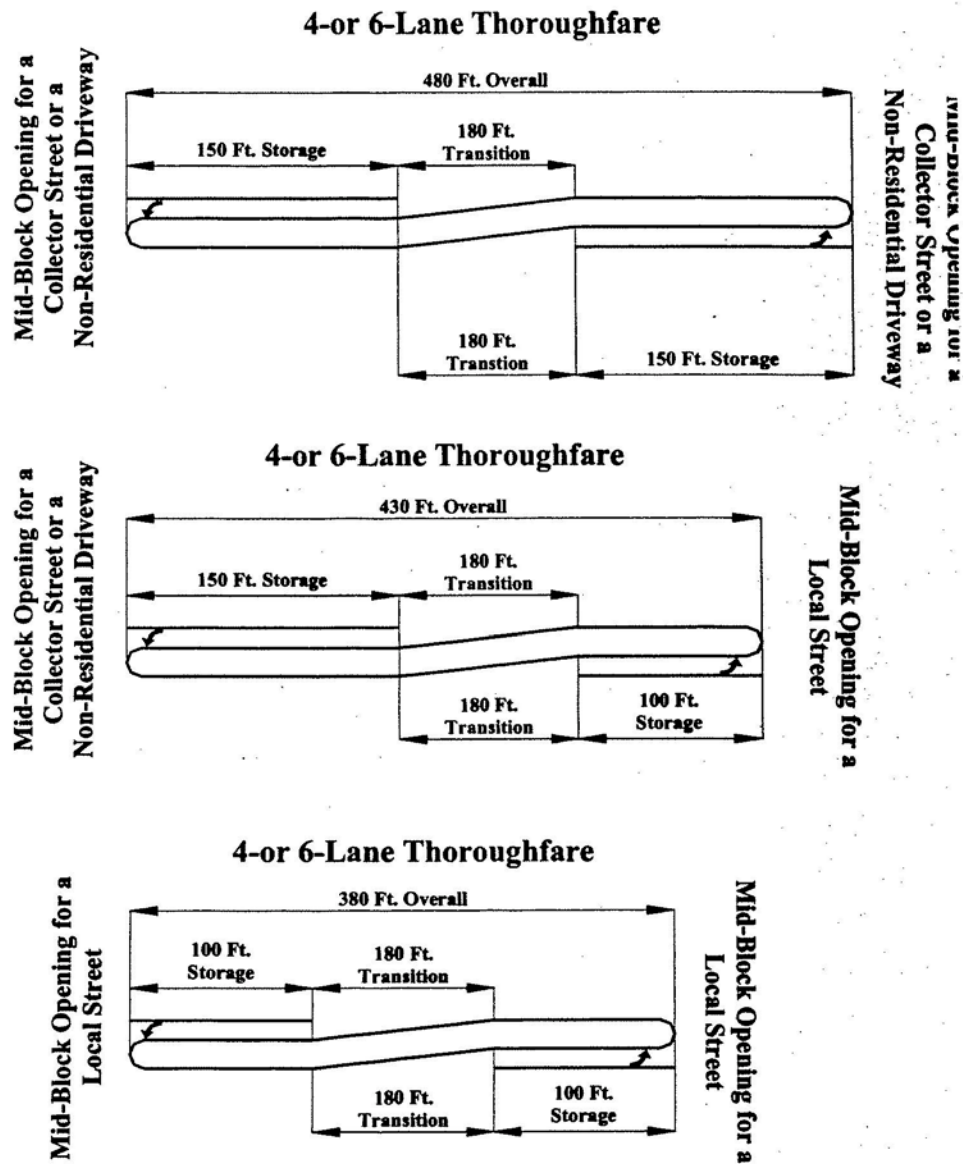 4-or 6-Lane Thoroughfare
480 Ft. Overall
Mid-Block Opening for a
Collector Street or a
Non-Residential Driveway
150 Ft. Storage
180 Ft.
Transition
180 Ft.
Transtion
150 Ft. Storage
Mid-Block Opening for a
Collector Street or a
Non-Residential Driveway
4-or 6-Lane Thoroughfare
430 Ft. Overall
Mid-Block Opening for a
Collector Street or a
Non-Residential Driveway
150 Ft. Storage
180 Ft.
Transition
180 Ft.
Transition
100 Ft.
Storage
Mid-Block Opening for a
Local Street
4-or 6-Lane Thoroughfare
380 Ft. Overall
Mid-Block Opening for a
Local Street
100 Ft.
Storage
180 Ft.
Transition
180 Ft.
Transition
100 Ft.
Storage
Mid-Block Opening for a
Local Street